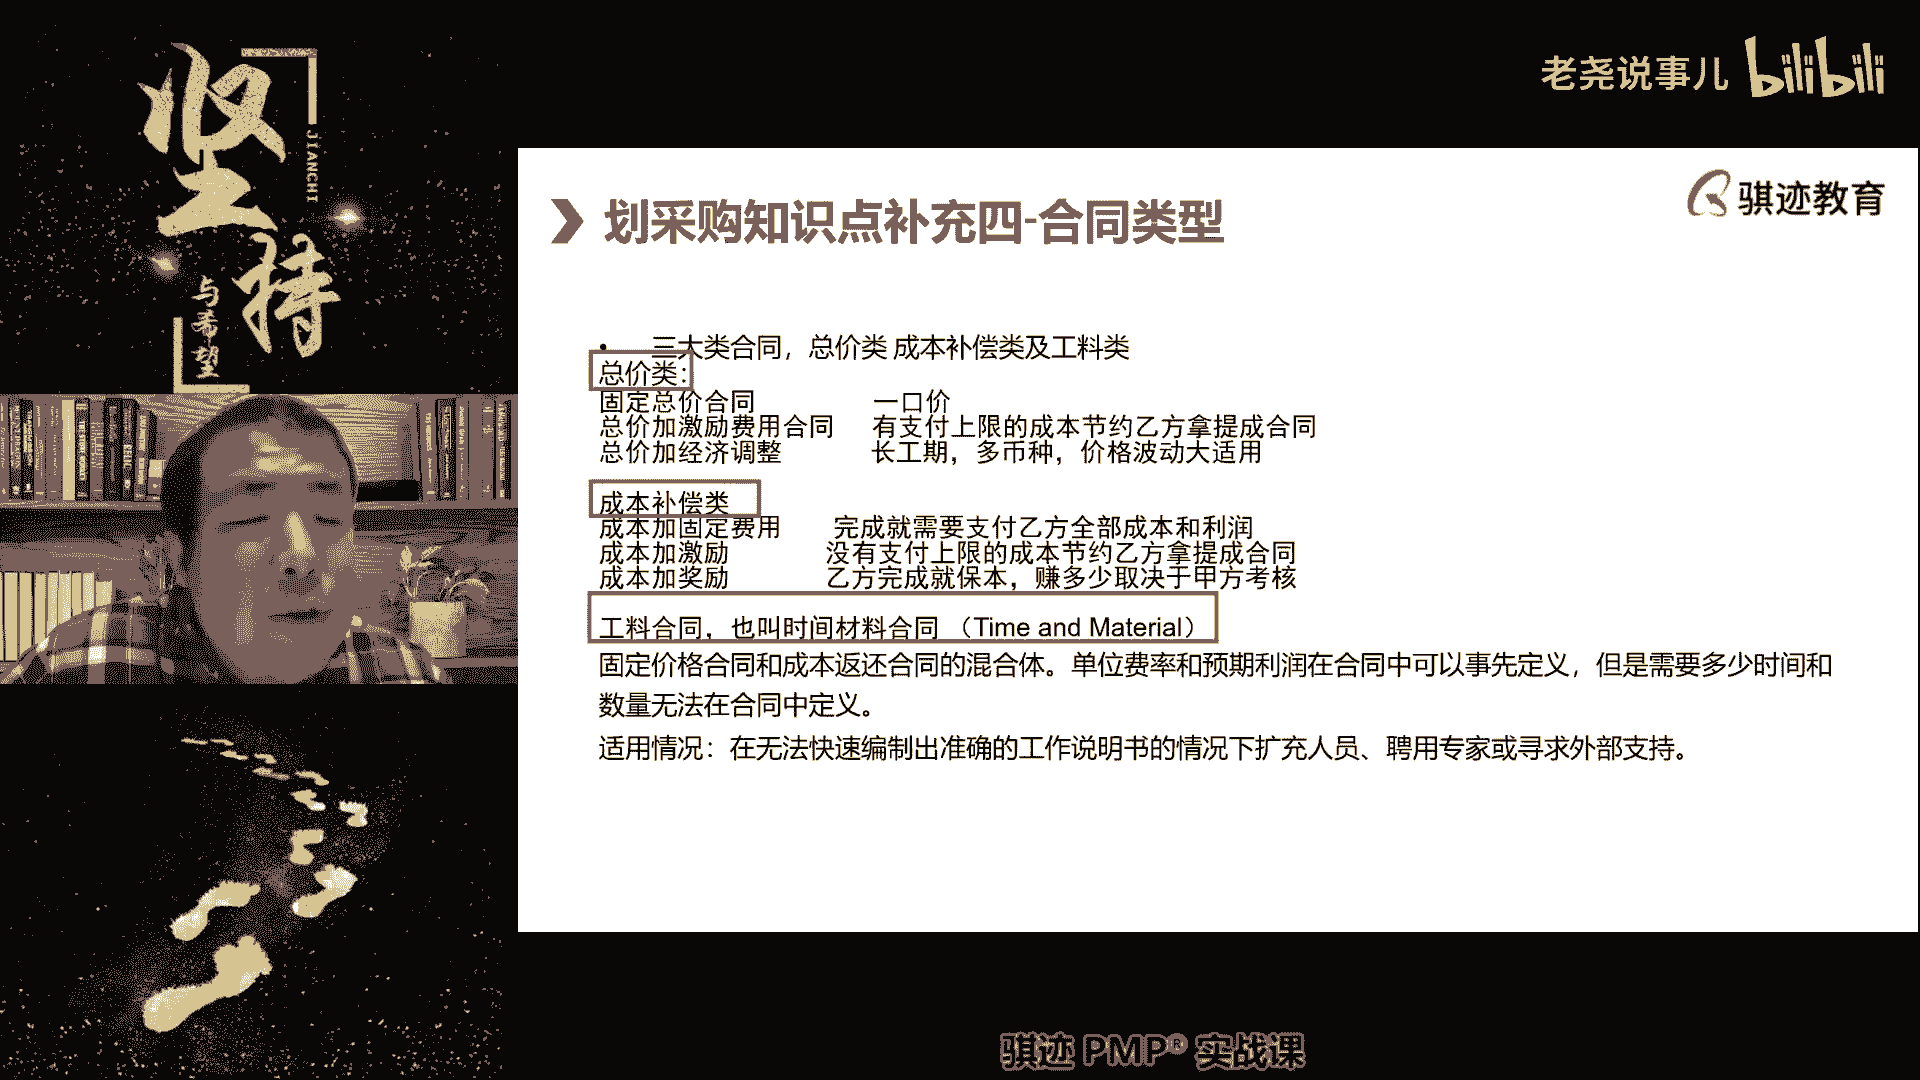 坚持
JIANCHI
与希望
老尧说事儿 bilibili
骐迹教育
划采购知识点补充四-合同类型
• 三大类合同，总价类 成本补偿类及工料类
总价类：
固定总价合同 一口价
总价加激励费用合同 有支付上限的成本节约乙方拿提成合同
总价加经济调整 长工期，多币种，价格波动大适用
成本补偿类
成本加固定费用 完成就需要支付乙方全部成本和利润
成本加激励 没有支付上限的成本节约乙方拿提成合同
成本加奖励 乙方完成就保本，赚多少取决于甲方考核
工料合同，也叫时间材料合同 （Time and Material）
固定价格合同和成本返还合同的混合体。单位费率和预期利润在合同中可以事先定义，但是需要多少时间和
数量无法在合同中定义。
适用情况：在无法快速编制出准确的工作说明书的情况下扩充人员、聘用专家或寻求外部支持。
骐迹 PMP® 实战课